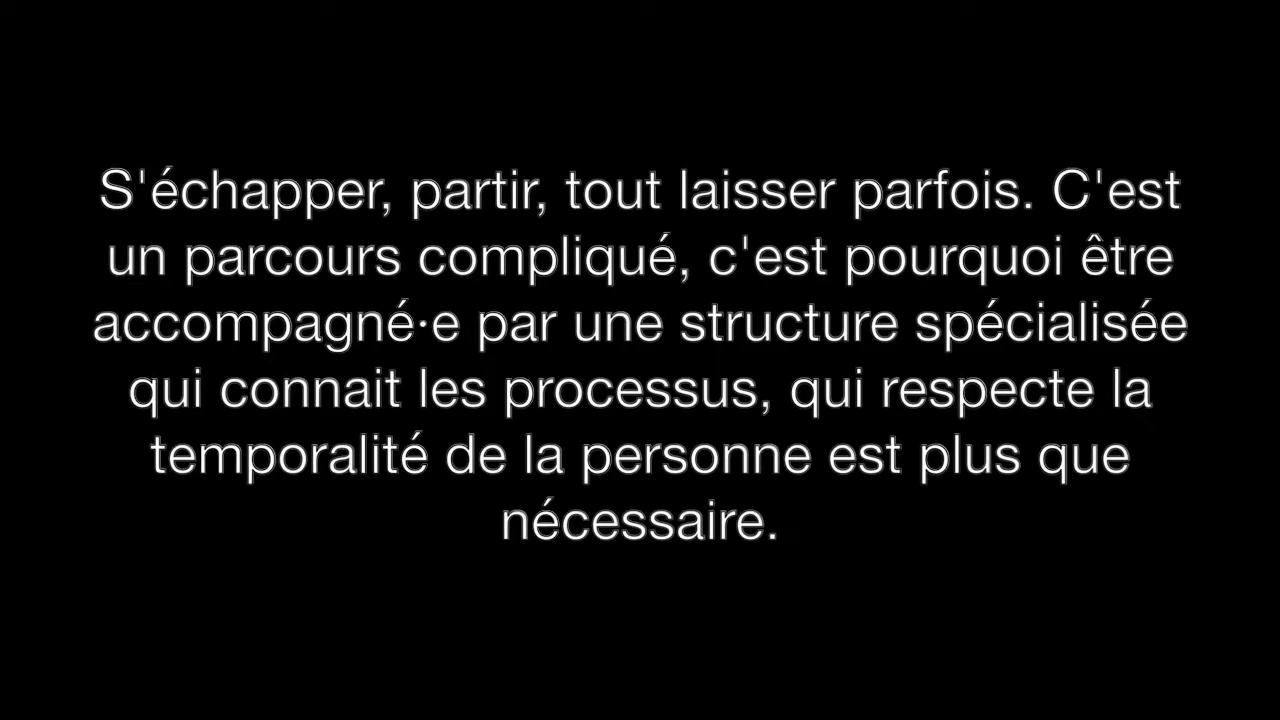 S'échapper, partir, tout laisser parfois. C'est
un parcours compliqué, c'est pourquoi être
accompagné·e par une structure spécialisée
qui connait les processus, qui respecte la
temporalité de la personne est plus que
nécessaire.